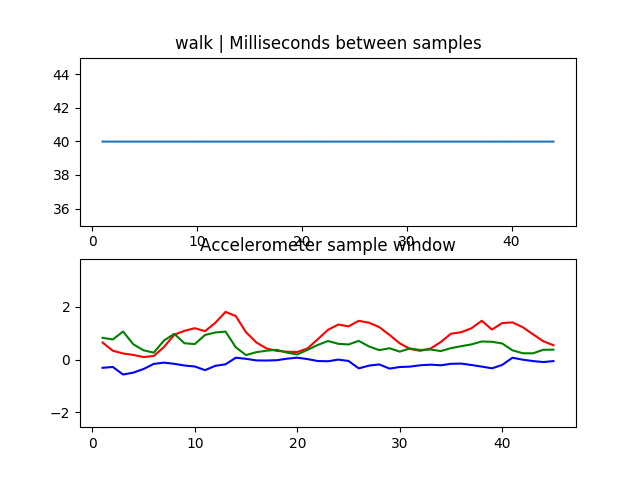 walk | Milliseconds between samples
44
42
40
38
36
0 10 20 30 40
Accelerometer sample window
2
0
−2
0 10 20 30 40